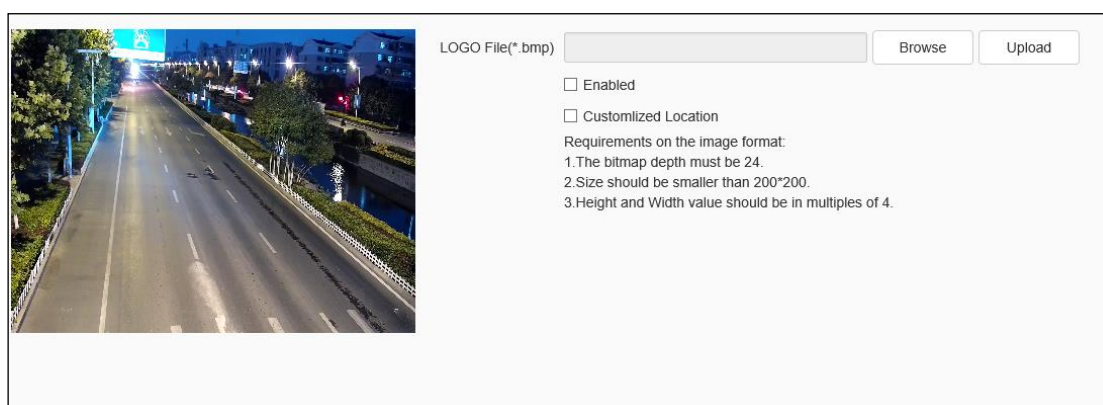 LOGO File(*.bmp) Browse Upload
Enabled
Customlized Location
Requirements on the image format:
1.The bitmap depth must be 24.
2.Size should be smaller than 200*200.
3.Height and Width value should be in multiples of 4.